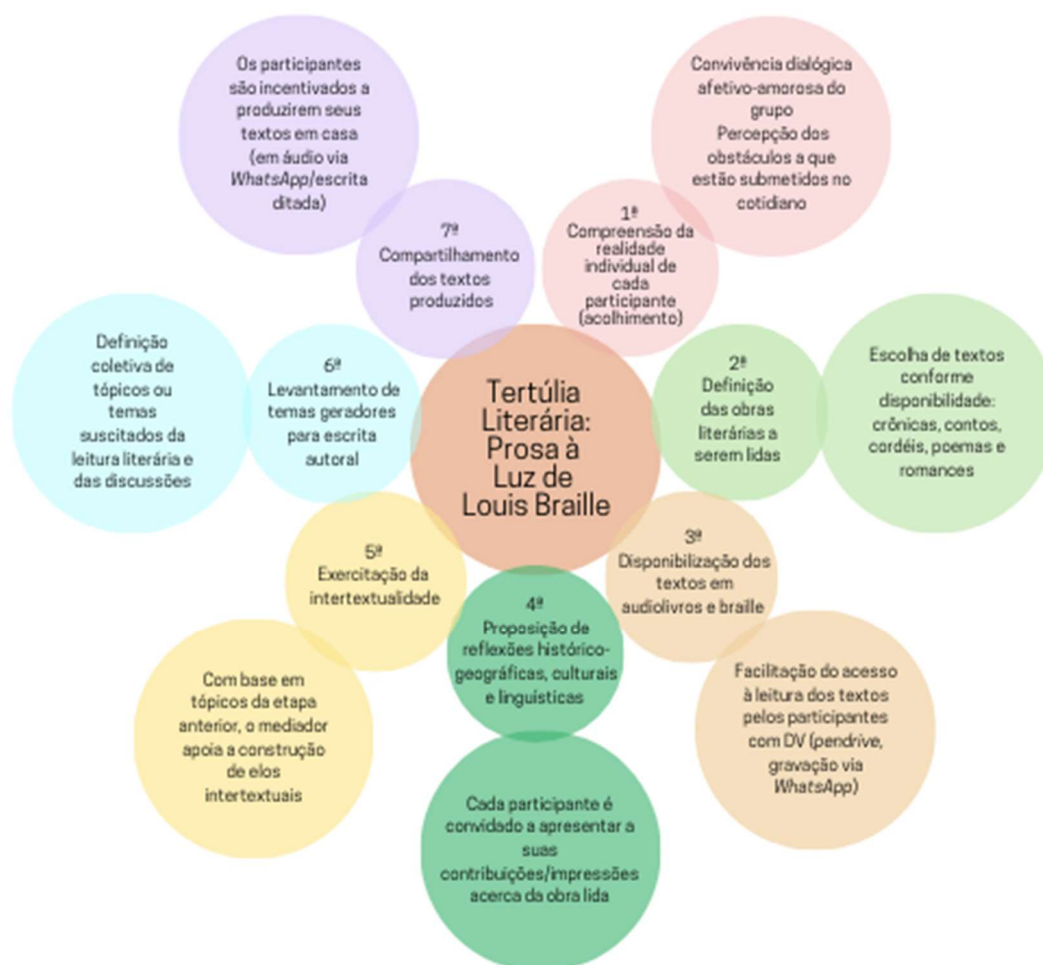 Tertúlia
Literária:
Prosa à
Luz de
Louis Braille
1ª
Compreensão da
realidade
individual de
cada
participante
(acolhimento)
Convivência dialógica
afetivo-amorosa do
grupo
Percepção dos
obstáculos a que
estão submetidos no
cotidiano
2ª
Definição
das obras
literárias a
serem lidas
Escolha de textos
conforme
disponibilidade:
crônicas, contos,
cordéis, poemas e
romances
3ª
Disponibilização dos
textos em
audiolivros e braille
Facilitação do acesso
à leitura dos textos
pelos participantes
com DV (pendrive,
gravação via
WhatsApp)
4ª
Proposição de
reflexões histórico-
geográficas, culturais
e linguísticas
Cada participante é
convidado a apresentar a
suas
contribuições/impressões
acerca da obra lida
5ª
Exercitação da
intertextualidade
Com base em
tópicos da etapa
anterior, o mediador
apoia a construção
de elos
intertextuais
6ª
Levantamento de
temas geradores
para escrita
autoral
Definição
coletiva de
tópicos ou
temas
suscitados da
leitura literária e
das discussões
7ª
Compartilhamento
dos textos
produzidos
Os participantes
são incentivados a
produzirem seus
textos em casa
(em áudio via
WhatsApp/escrita
ditada)